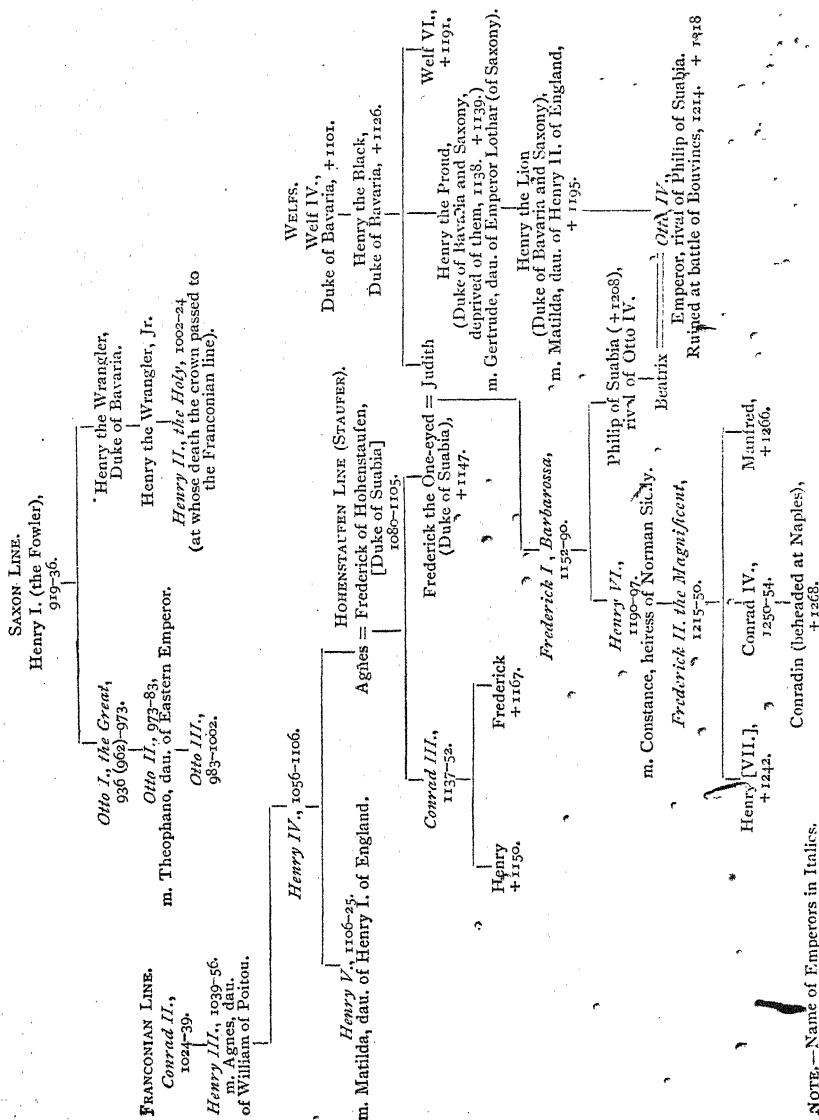 SAXON LINE.
Henry I. (the Fowler),
919–36.
Otto I., the Great,
936 (962)–973.
Otto II., 973–83,
m. Theophano, dau. of Eastern Emperor.
Otto III.,
983–1002.
Henry the Wrangler,
Duke of Bavaria.
Henry the Wrangler, Jr.
Henry II., the Holy, 1002–24
(at whose death the crown passed to
the Franconian line).
FRANCONIAN LINE.
Conrad II.,
1024–39.
Henry III., 1039–56.
m. Agnes, dau.
of William of Poitou.
Henry IV., 1056–1106.
Henry V., 1106–25.
m. Matilda, dau. of Henry I. of England.
HOHENSTAUFEN LINE (STAUFER).
Agnes = Frederick of Hohenstaufen,
[Duke of Suabia]
1080–1105.
Conrad III.,
1137–52.
Henry
+1150.
Frederick
+1167.
Frederick the One-eyed = Judith
(Duke of Suabia),
+1147.
Frederick I, Barbarossa,
1152–90.
Henry VI.,
1190–97.
m. Constance, heiress of Norman Sicily.
Frederick II. the Magnificent,
1215–50.
Henry [VII.],
+1242.
Conrad IV.,
1250–54.
Manfred,
+1266.
Conradin (beheaded at Naples),
+1268.
Philip of Suabia (+1208),
rival of Otto IV.
Beatrix = Otto IV.,
Emperor, rival of Philip of Suabia.
Ruined at battle of Bouvines, 1214. + 1218
WELFS.
Welf IV.,
Duke of Bavaria, +1101.
Henry the Black,
Duke of Bavaria, +1126.
Henry the Proud,
(Duke of Bavaria and Saxony,
deprived of them, 1138. +1139.)
m. Gertrude, dau. of Emperor Lothar (of Saxony).
Welf VI.,
+1191.
Henry the Lion
(Duke of Bavaria and Saxony),
m. Matilda, dau. of Henry II. of England,
+ 1195.
NOTE.—Name of Emperors in Italics.